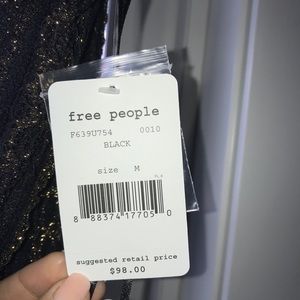 free people
F639U754 0010
BLACK
size M
8 88374 17705 0
suggested retail price
$98.00